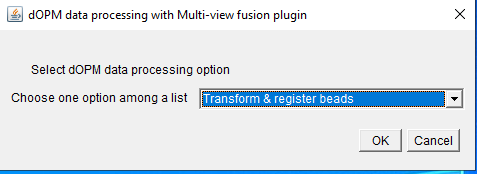 dOPM data processing with Multi-view fusion plugin
Select dOPM data processing option
Choose one option among a list Transform & register beads
OK Cancel